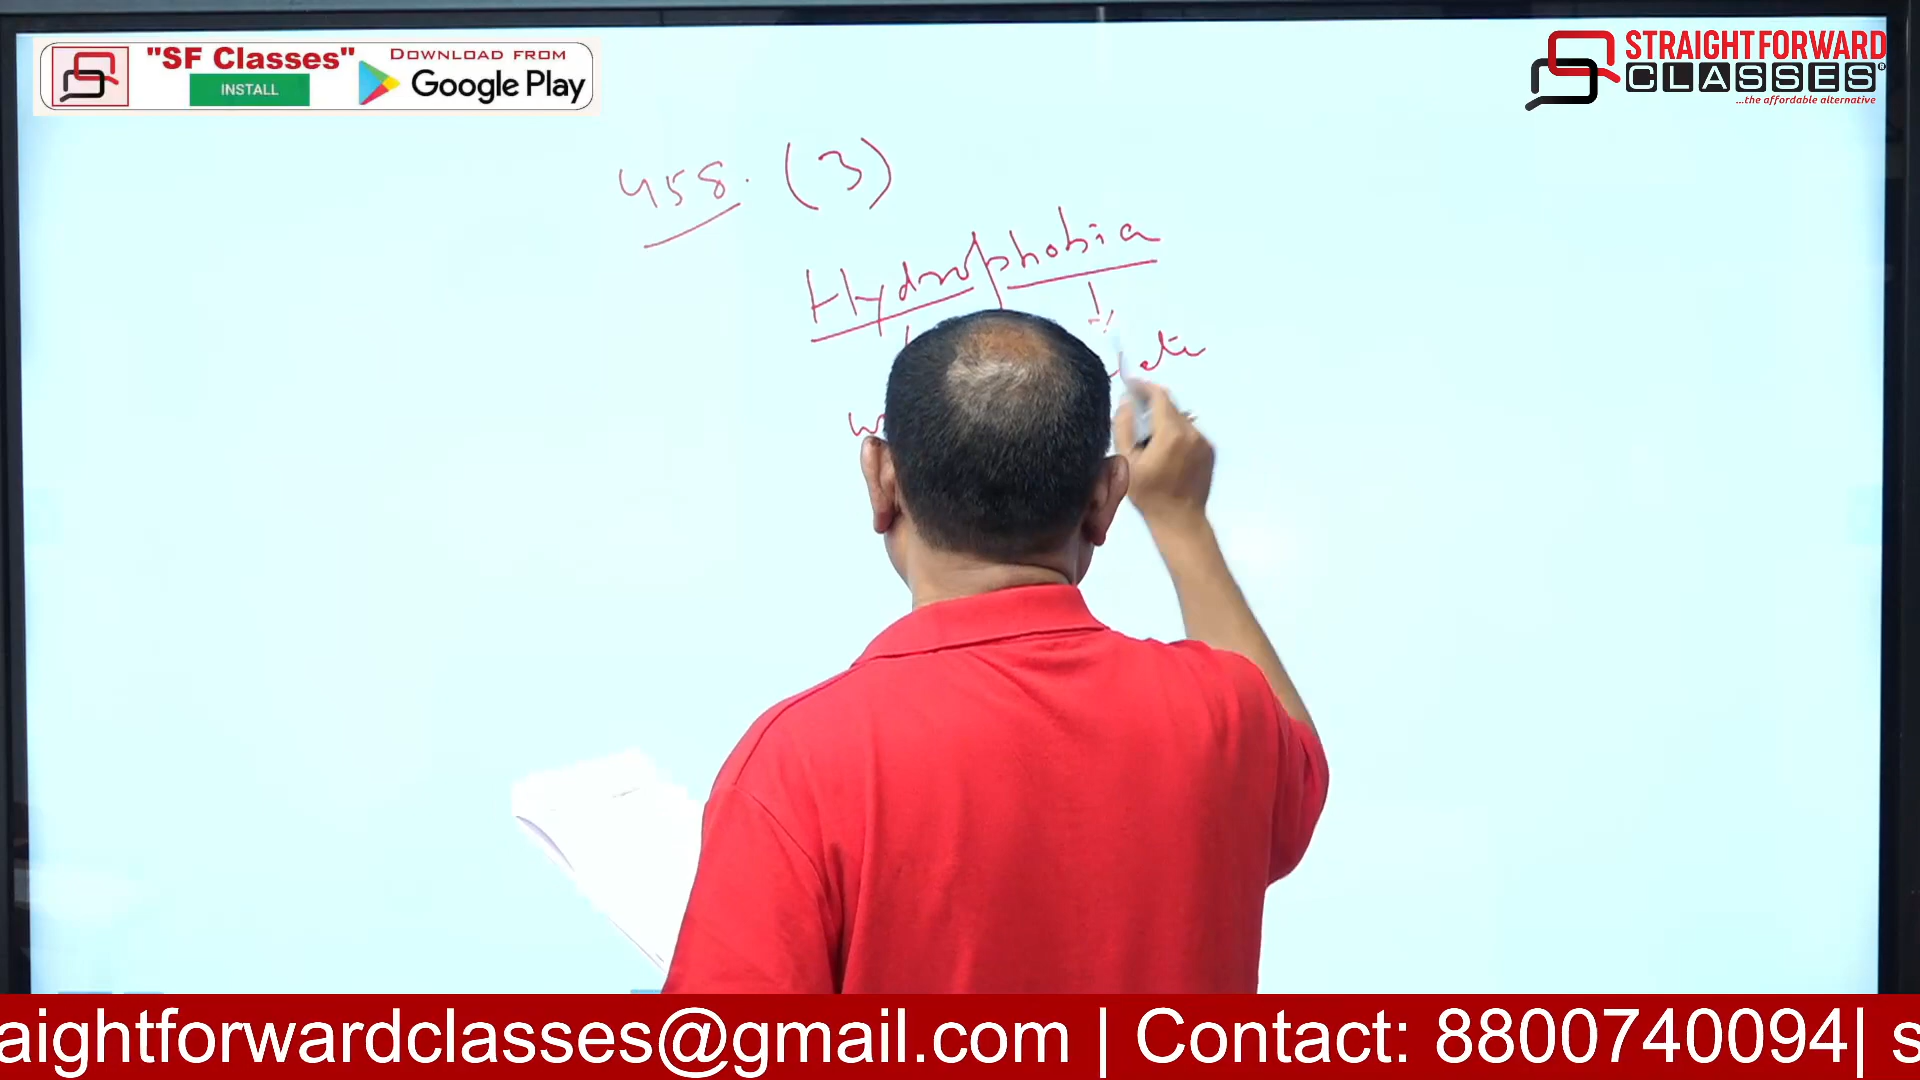 "SF Classes"
INSTALL
DOWNLOAD FROM
Google Play
STRAIGHT FORWARD
CLASSES®
...the affordable alternative
458. (3)
Hydrophobia
aightforwardclasses@gmail.com | Contact: 8800740094| s